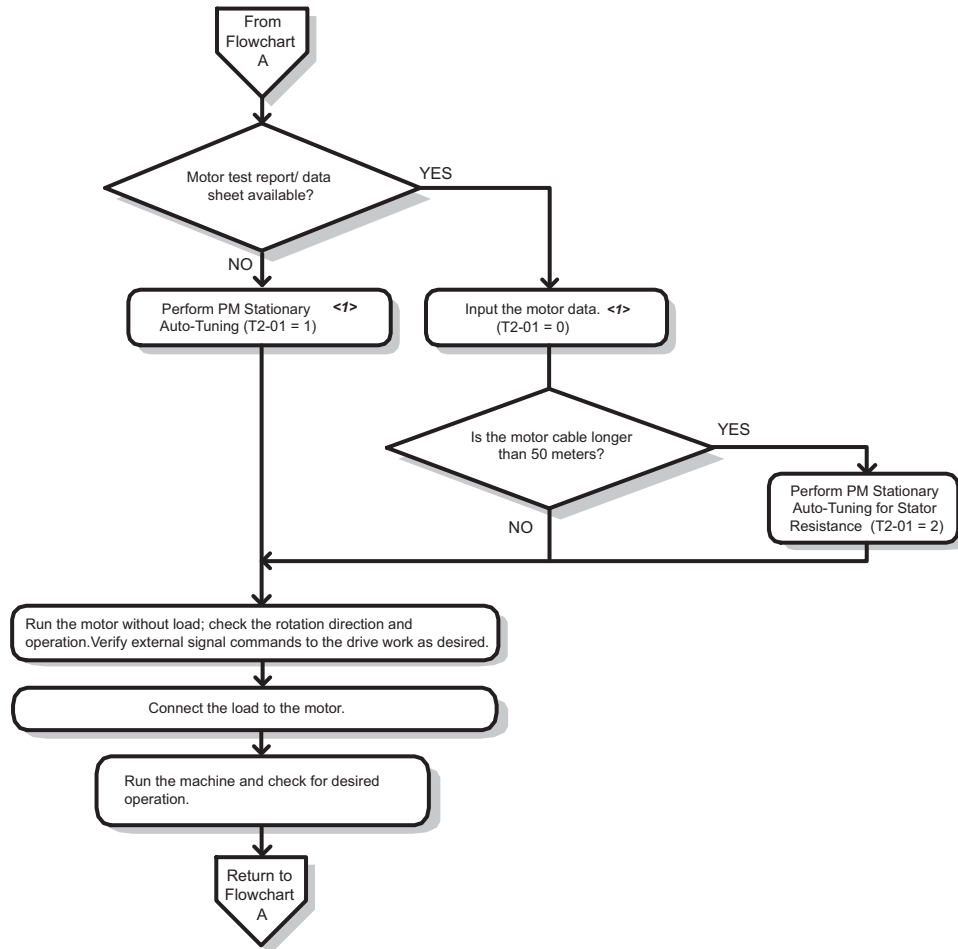 From
Flowchart
A
Motor test report/ data
sheet available?
YES
NO
Perform PM Stationary <1>
Auto-Tuning (T2-01 = 1)
Input the motor data. <1>
(T2-01 = 0)
Is the motor cable longer
than 50 meters?
YES
NO
Perform PM Stationary
Auto-Tuning for Stator
Resistance (T2-01 = 2)
Run the motor without load; check the rotation direction and
operation.Verify external signal commands to the drive work as desired.
Connect the load to the motor.
Run the machine and check for desired
operation.
Return to
Flowchart
A